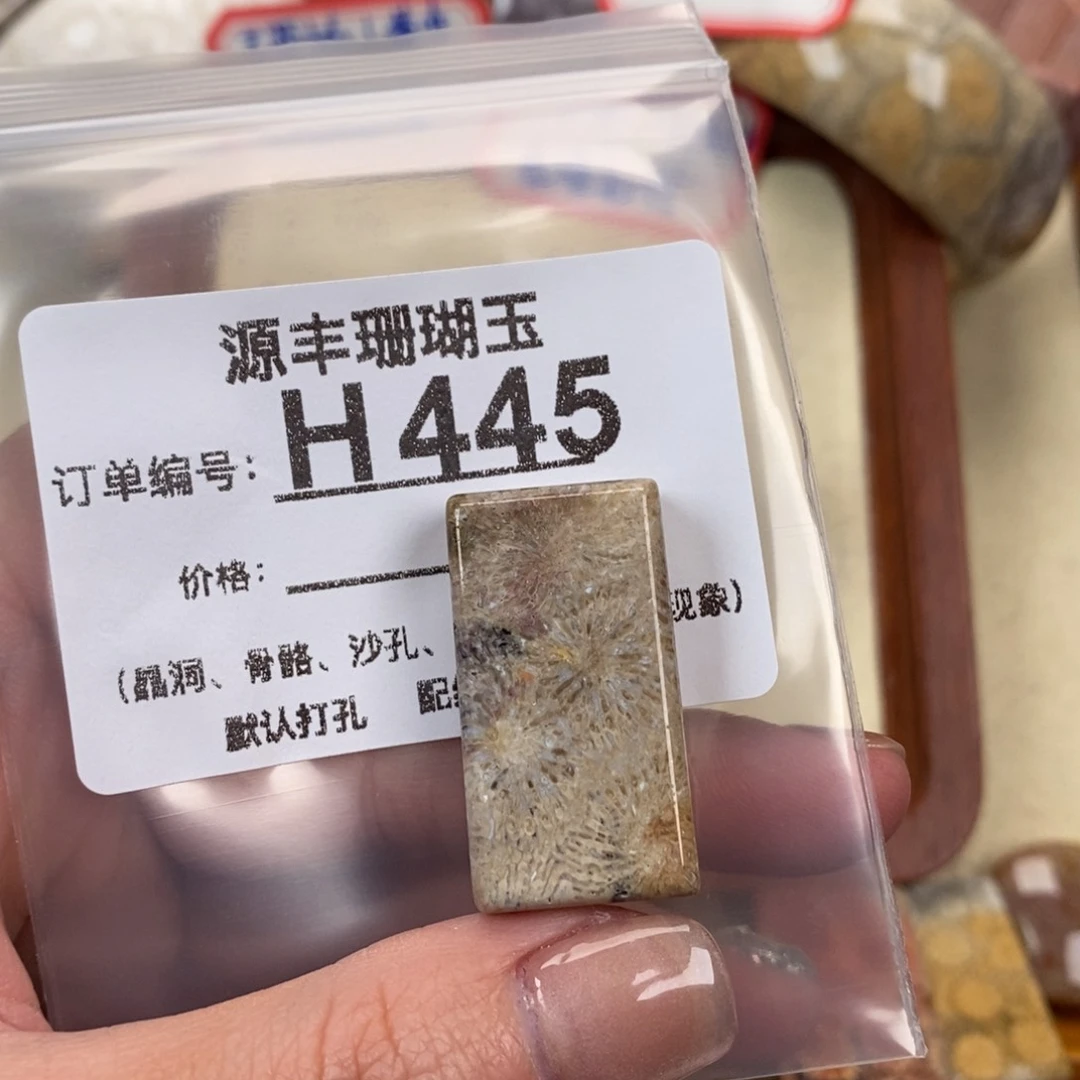 源丰珊瑚玉
订单编号: H445
价格:
(晶洞、骨骼、沙孔、 现象)
默认打孔 配